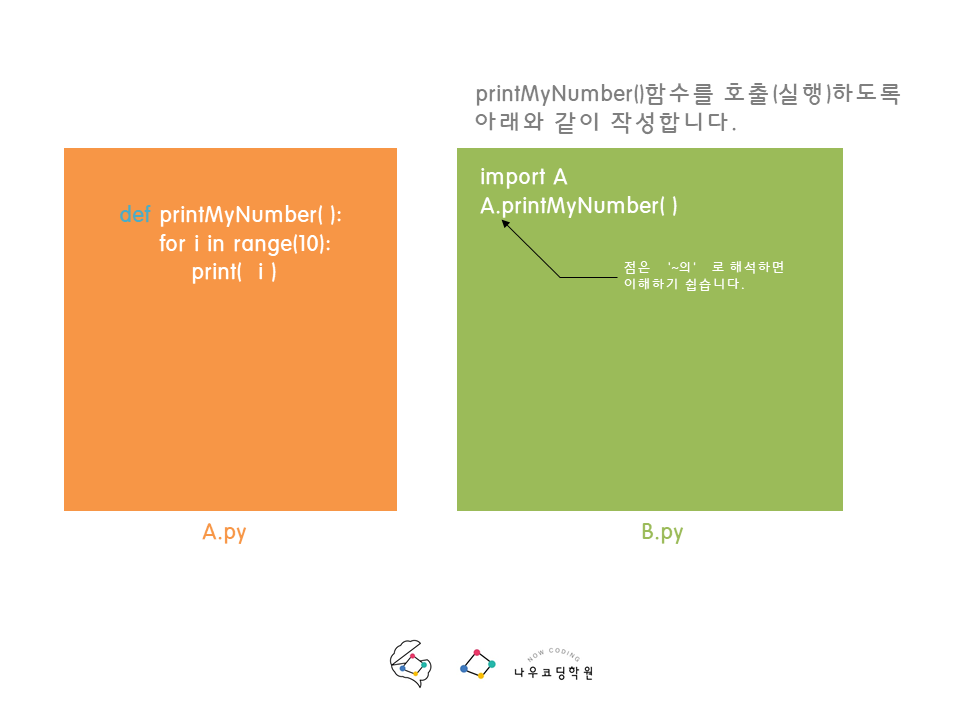 printMyNumber()함수를 호출(실행)하도록
아래와 같이 작성합니다.
def printMyNumber( ):
for i in range(10):
print( i )
import A
A.printMyNumber( )
점은 '~의' 로 해석하면
이해하기 쉽습니다.
A.py
B.py
NOW CODING
나우코딩학원